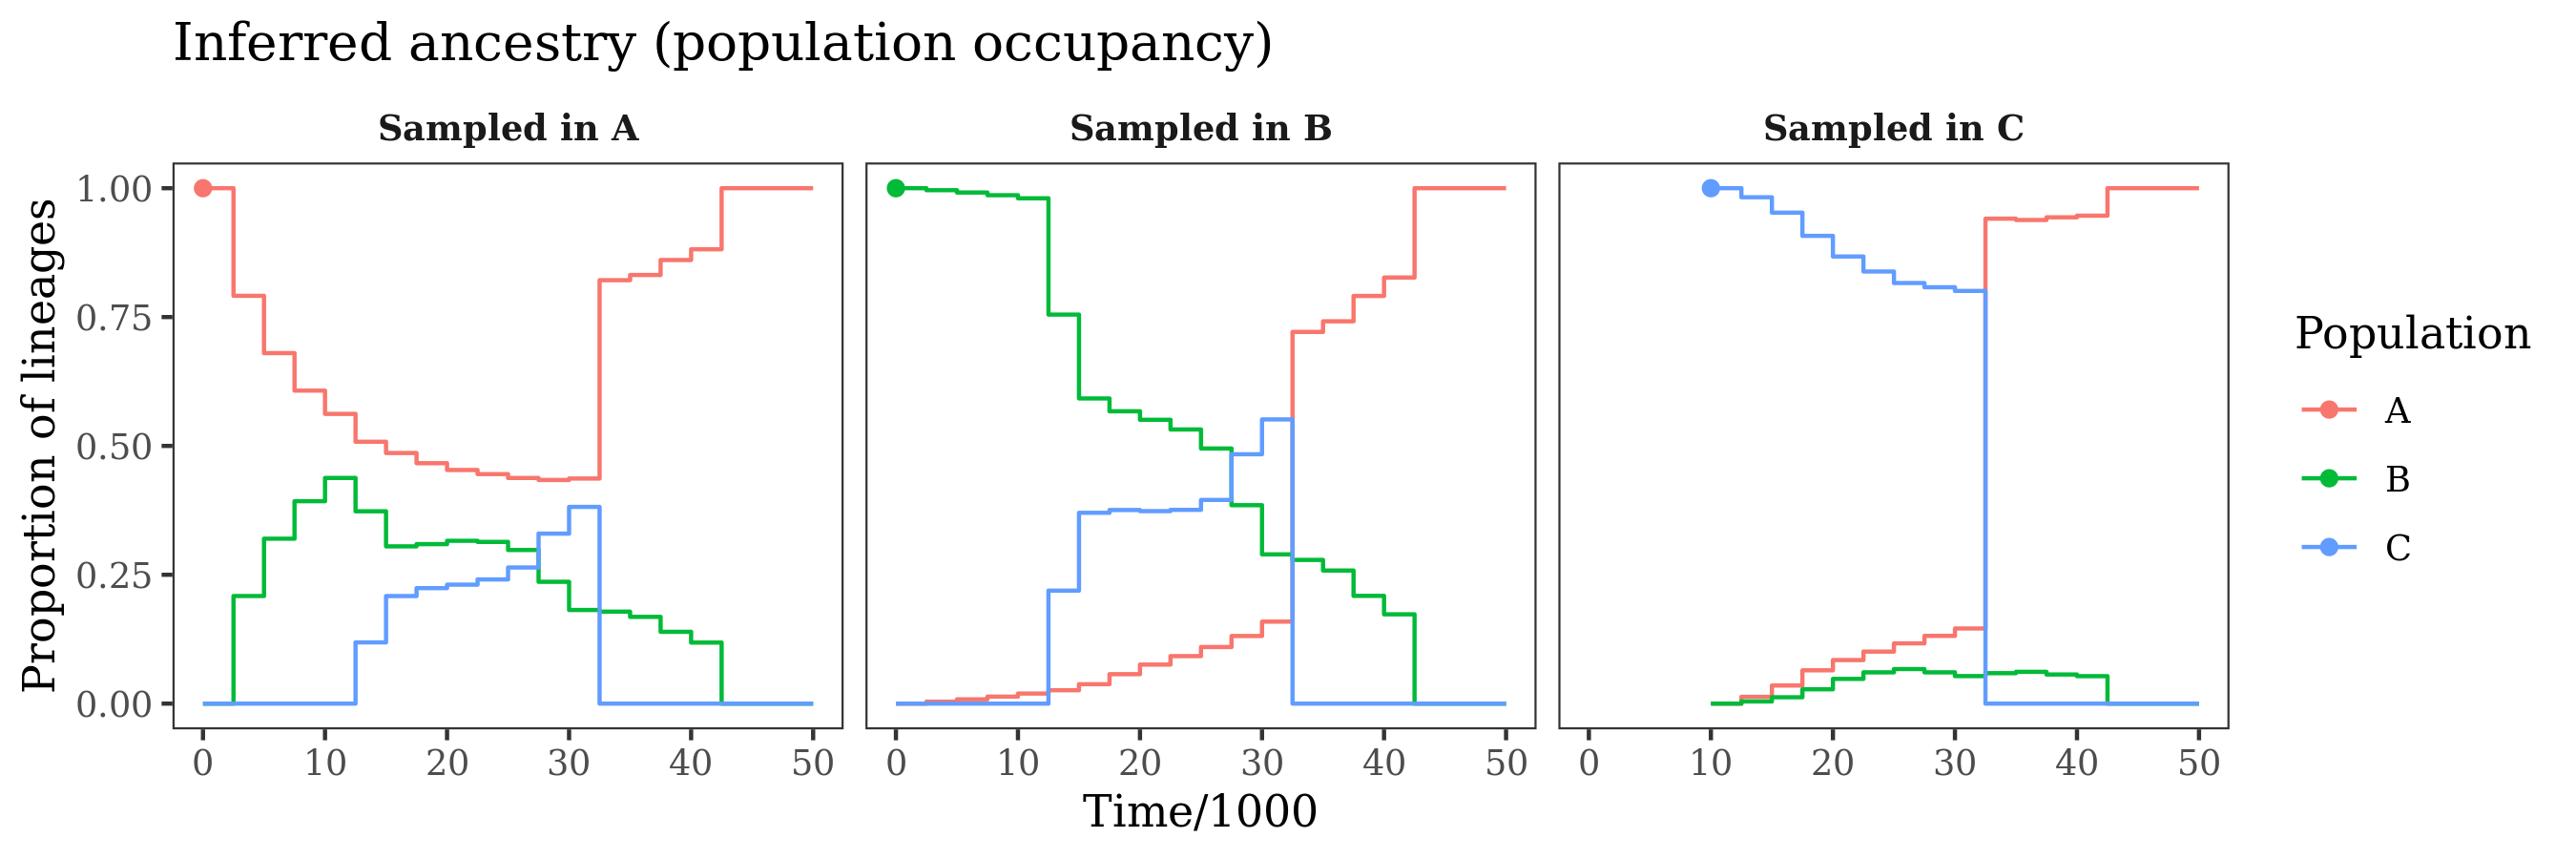 Inferred ancestry (population occupancy)
Sampled in A
Sampled in B
Sampled in C
Proportion of lineages
1.00
0.75
0.50
0.25
0.00
0 10 20 30 40 50
0 10 20 30 40 50
0 10 20 30 40 50
Time/1000
Population
A
B
C